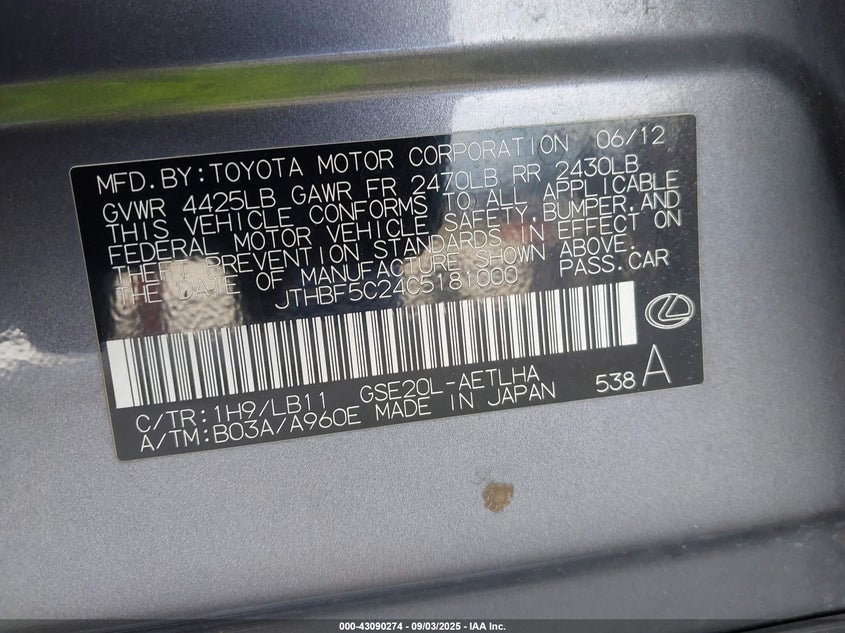 MFD.BY:TOYOTA MOTOR CORPORATION 06/12
GVWR 4425LB GAWR FR 2470LB RR 2430LB
THIS VEHICLE CONFORMS TO ALL APPLICABLE
FEDERAL MOTOR VEHICLE SAFETY,BUMPER,AND
THEFT PREVENTION STANDARDS IN EFFECT ON
THE DATE OF MANUFACTURE SHOWN ABOVE.
JTHBF5C24C5181000 PASS.CAR
C/TR:1H9/LB11 GSE20L-AETLHA
A/TM:B03A/A960E MADE IN JAPAN 538 A
000-43090274 - 09/03/2025 - IAA Inc.